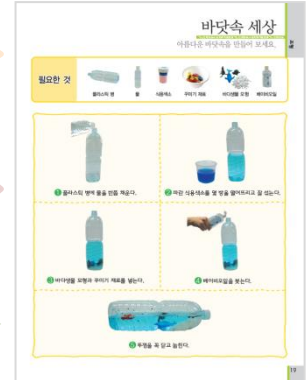 바닷속 세상
아름다운 바닷속을 만들어 보세요.
필요한 것
플라스틱 병
물
식용색소
꾸미기 재료
바다생물 모형
베이비오일
❶ 플라스틱 병에 물을 반쯤 채운다.
❷ 파란 식용색소를 몇 방울 떨어뜨리고 잘 섞는다.
❸ 바다생물 모형과 꾸미기 재료를 넣는다.
❹ 베이비오일을 붓는다.
❺ 뚜껑을 꼭 닫고 눕힌다.
19